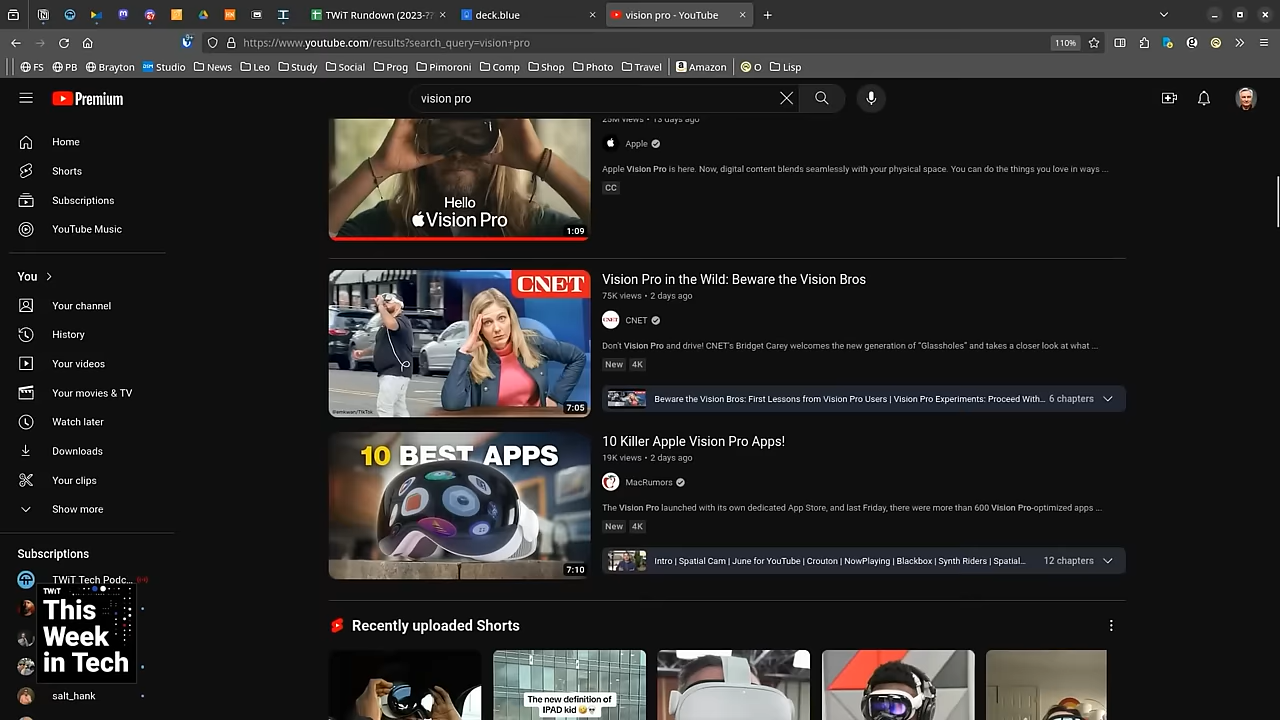 TWiT Rundown (2023-??
deck.blue
vision pro - YouTube
https://www.youtube.com/results?search_query=vision+pro
110%
FS
PB
Brayton
Studio
News
Leo
Study
Social
Prog
Pimoroni
Comp
Shop
Photo
Travel
Amazon
O
Lisp
Premium
vision pro
Home
Shorts
Subscriptions
YouTube Music
You
Your channel
History
Your videos
Your movies & TV
Watch later
Downloads
Your clips
Show more
Subscriptions
TWiT Tech Podc...
TWiT
This
Week
in Tech
salt_hank
Hello
Vision Pro
1:09
25M views • 13 days ago
Apple
Apple Vision Pro is here. Now, digital content blends seamlessly with your physical space. You can do the things you love in ways ...
CC
CNET
7:05
Vision Pro in the Wild: Beware the Vision Bros
75K views • 2 days ago
CNET
Don't Vision Pro and drive! CNET's Bridget Carey welcomes the new generation of "Glassholes" and takes a closer look at what ...
New 4K
Beware the Vision Bros: First Lessons from Vision Pro Users | Vision Pro Experiments: Proceed With... 6 chapters
10 BEST APPS
7:10
10 Killer Apple Vision Pro Apps!
19K views • 2 days ago
MacRumors
The Vision Pro launched with its own dedicated App Store, and last Friday, there were more than 600 Vision Pro-optimized apps ...
New 4K
Intro | Spatial Cam | June for YouTube | Crouton | NowPlaying | Blackbox | Synth Riders | Spatial... 12 chapters
Recently uploaded Shorts
The new definition of
IPAD kid